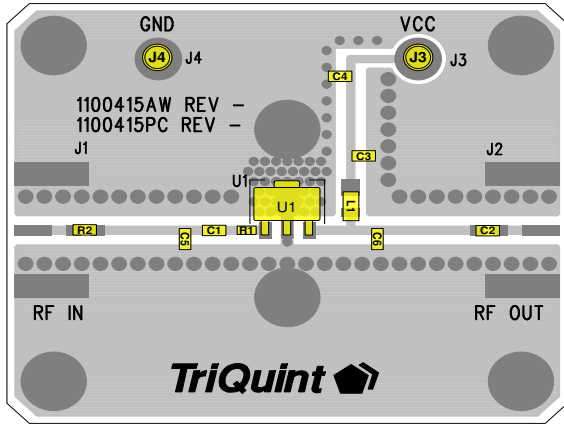 GND
VCC
J4
J4
J3
J3
C4
1100415AW REV -
1100415PC REV -
J1
C3
J2
U1
U1
L1
R2
C5
C1
R1
C6
C2
RF IN
RF OUT
TriQuint